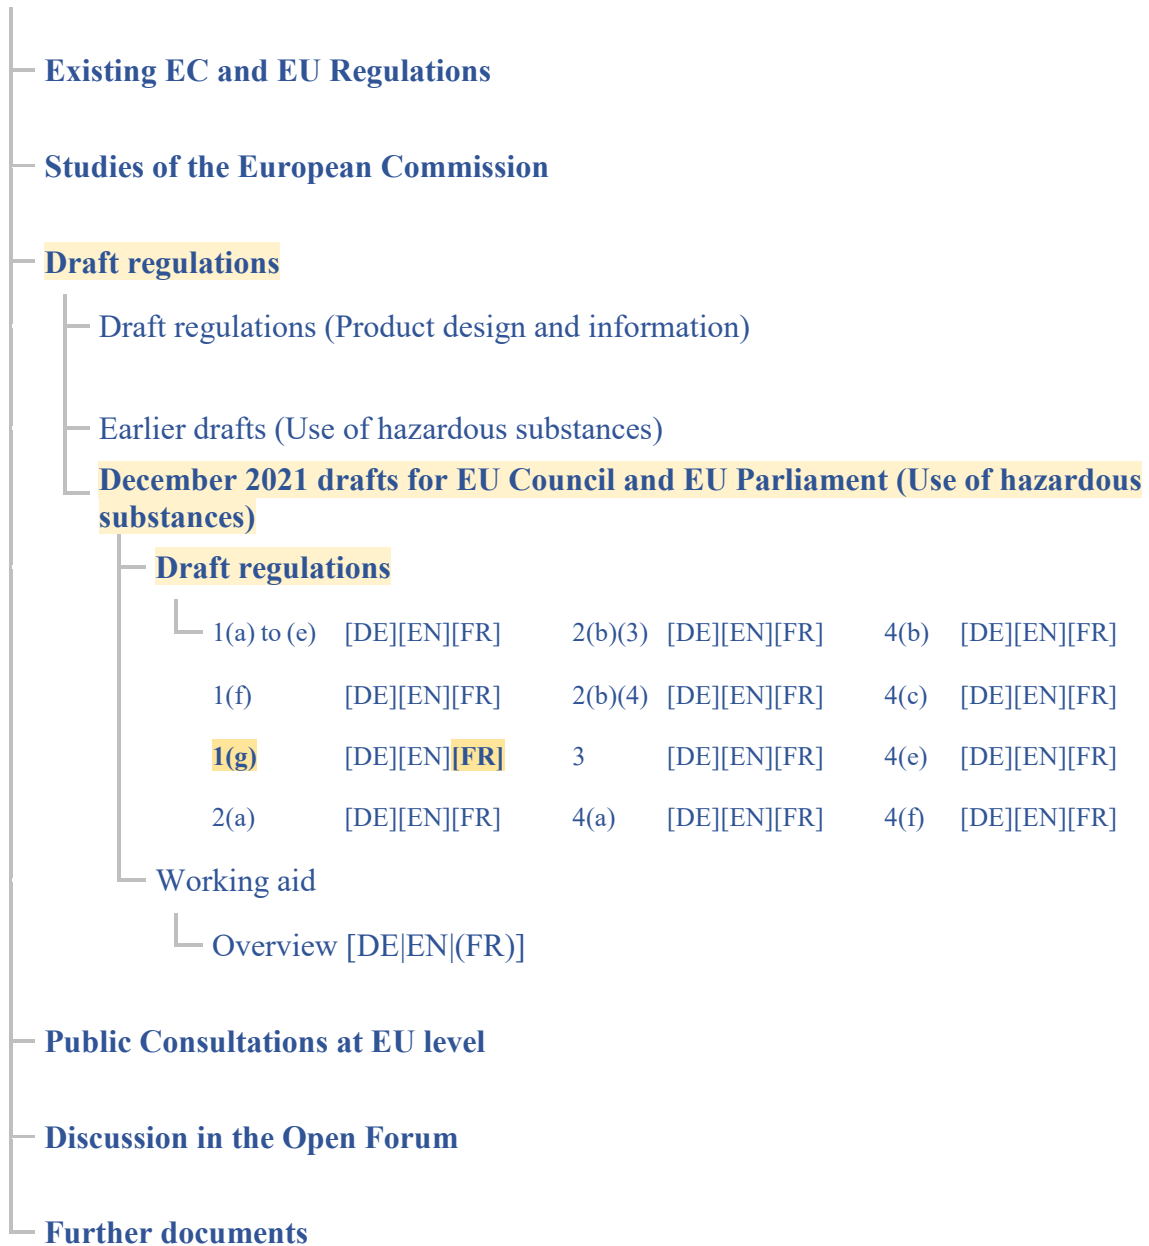 Existing EC and EU Regulations
Studies of the European Commission
Draft regulations
Draft regulations (Product design and information)
Earlier drafts (Use of hazardous substances)
December 2021 drafts for EU Council and EU Parliament (Use of hazardous
substances)
Draft regulations
1(a) to (e) [DE][EN][FR] 2(b)(3) [DE][EN][FR] 4(b) [DE][EN][FR]
1(f) [DE][EN][FR] 2(b)(4) [DE][EN][FR] 4(c) [DE][EN][FR]
1(g) [DE][EN][FR] 3 [DE][EN][FR] 4(e) [DE][EN][FR]
2(a) [DE][EN][FR] 4(a) [DE][EN][FR] 4(f) [DE][EN][FR]
Working aid
Overview [DE|EN|(FR)]
Public Consultations at EU level
Discussion in the Open Forum
Further documents